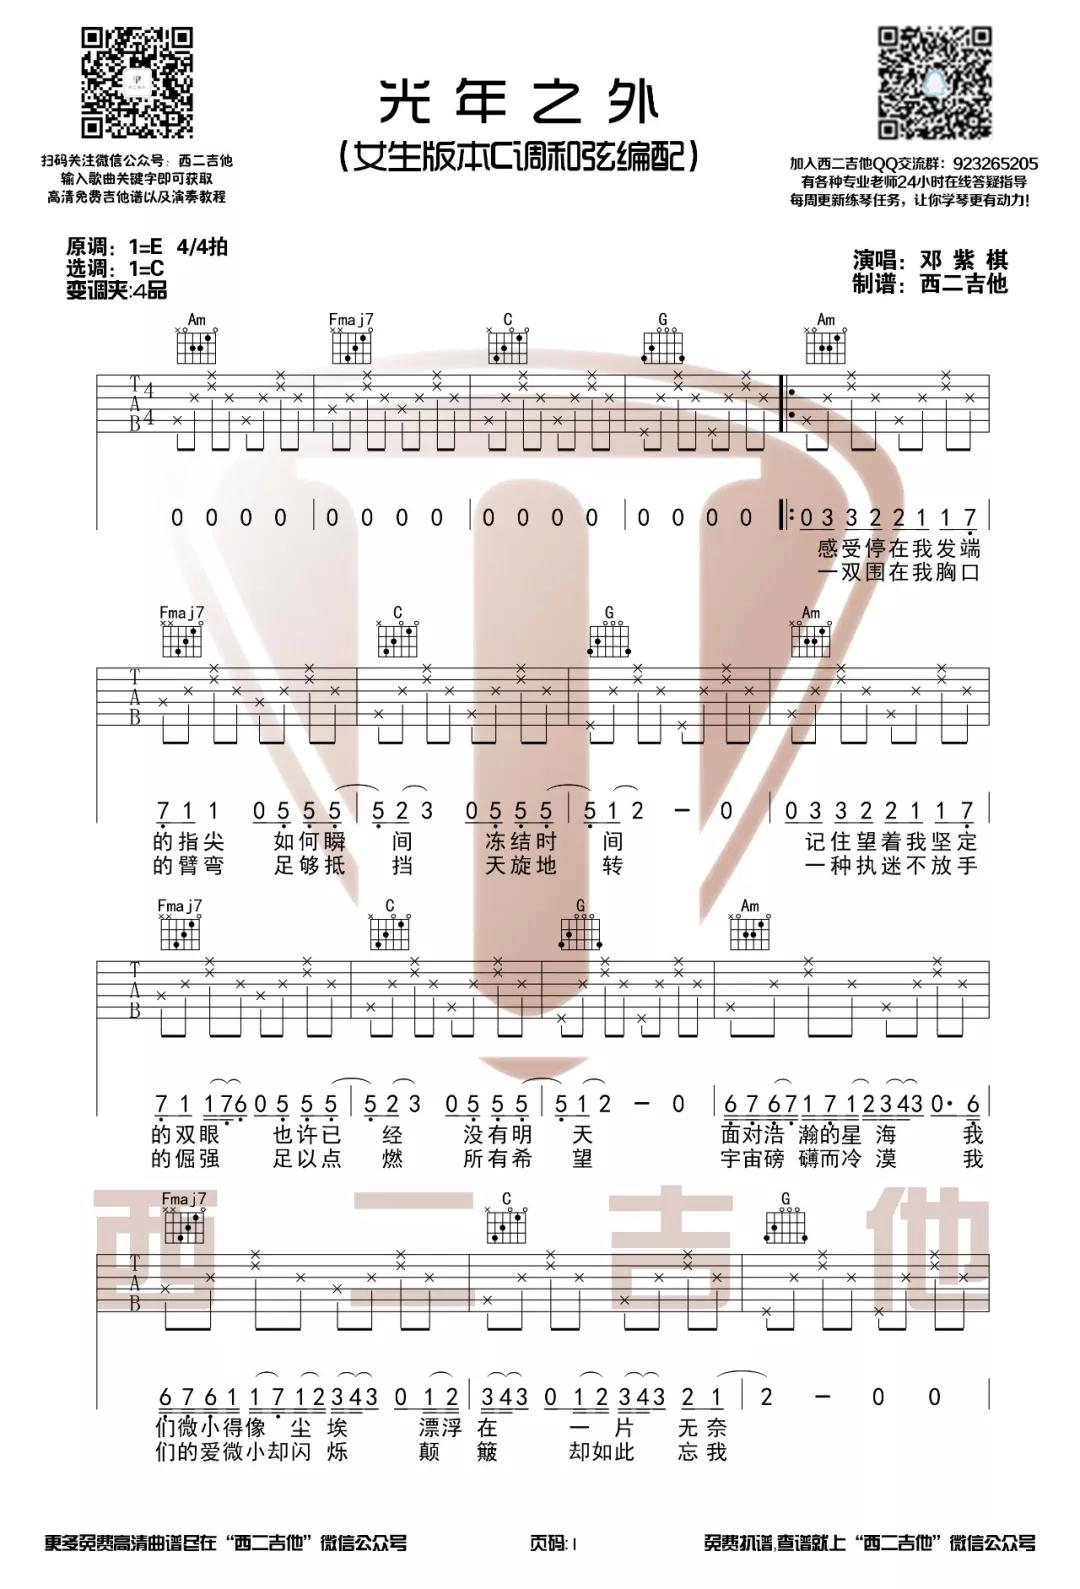 光年之外
（女生版本C调和弦编配）
扫码关注微信公众号：西二吉他
输入歌曲关键字即可获取
高清免费吉他谱以及演奏教程
加入西二吉他QQ交流群：923265205
有各种专业老师24小时在线答疑指导
每周更新练琴任务，让你学琴更有动力！
原调：1=E 4/4拍
选调：1=C
变调夹:4品
演唱：邓紫棋
制谱：西二吉他
Am Fmaj7 C G Am
T A B 4 4
0 0 0 0 0 0 0 0 0 0 0 0 0 0 0 0 0 3 3 2 2 1 1 7
感受停在我发端
一双围在我胸口
Fmaj7 C G Am
T A B
7 1 1 0 5 5 5 5 2 3 0 5 5 5 5 1 2 － 0 0 3 3 2 2 1 1 7
的指尖 如何瞬 间 冻结时 间 记住望着我坚定
的臂弯 足够抵 挡 天旋地 转 一种执迷不放手
Fmaj7 C G Am
T A B
7 1 1 7 6 0 5 5 5 5 2 3 0 5 5 5 5 1 2 － 0 6 7 6 7 1 7 1 2 3 4 3 0· 6
的双眼 也许已 经 没有明 天 面对浩 瀚的星 海 我
的倔强 足以点 燃 所有希 望 宇宙磅 礴而冷 漠 我
西二吉他
Fmaj7 C G
T A B
6 7 6 1 1 7 1 2 3 4 3 0 1 2 3 4 3 0 1 2 3 4 3 2 1 2 － 0 0
们微小得像 尘 埃 漂浮 在 一 片 无奈
们的爱微小却闪 烁 颠 簸 却如此 忘我
更多免费高清曲谱尽在“西二吉他”微信公众号
页码:1
免费扒谱,查谱就上“西二吉他”微信公众号